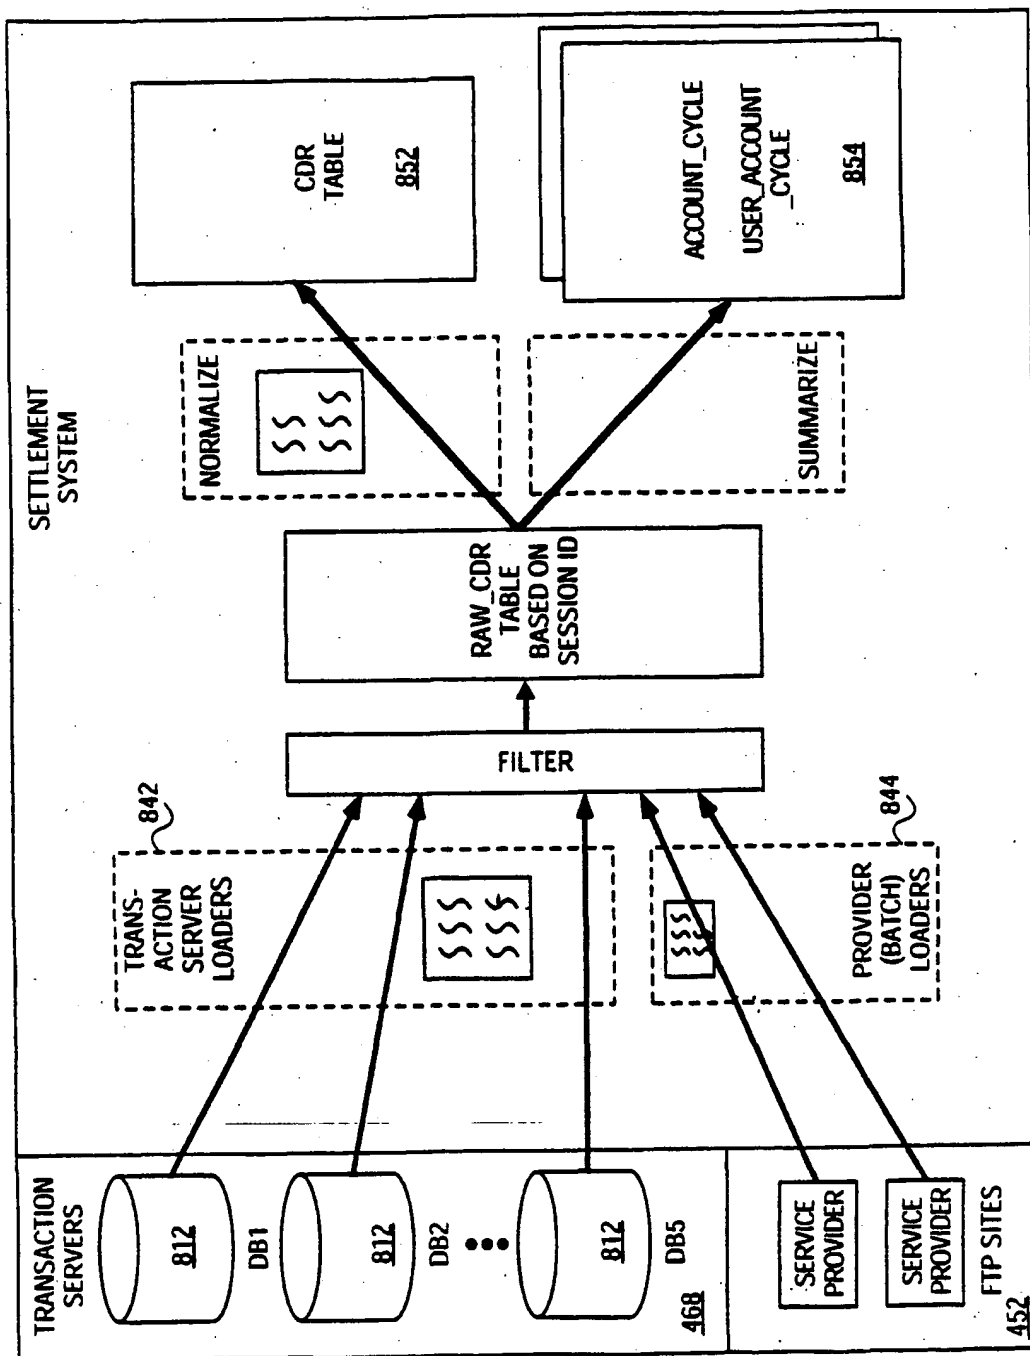 TRANSACTION
SERVERS
812
DB1
812
DB2
812
DB5
468
SERVICE
PROVIDER
SERVICE
PROVIDER
FTP SITES
452
SETTLEMENT
SYSTEM
842
TRANS-
ACTION
SERVER
LOADERS
844
PROVIDER
(BATCH)
LOADERS
FILTER
RAW_CDR
TABLE
BASED ON
SESSION ID
NORMALIZE
SUMMARIZE
CDR
TABLE
852
ACCOUNT_CYCLE
USER_ACCOUNT
_CYCLE
854